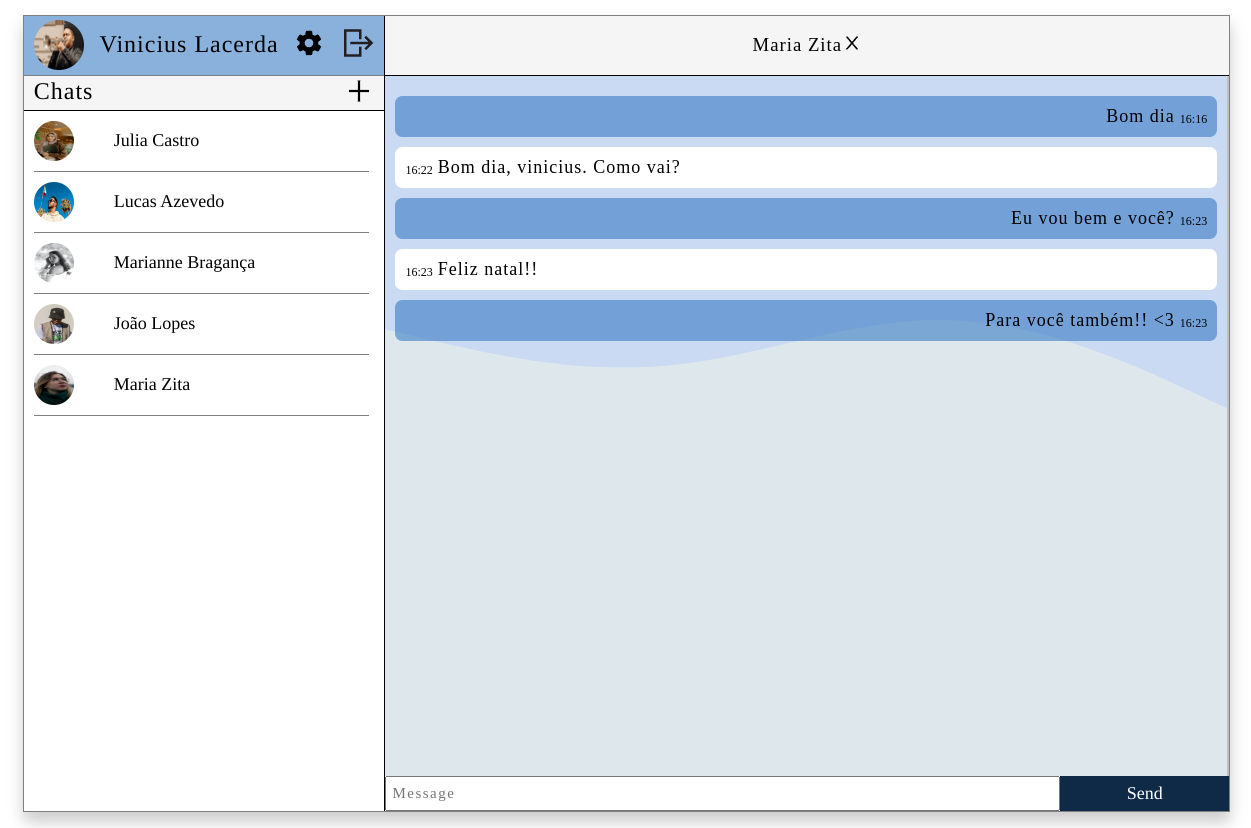 Vinicius Lacerda
Chats
Julia Castro
Lucas Azevedo
Marianne Bragança
João Lopes
Maria Zita
Maria Zita
Bom dia 16:16
16:22 Bom dia, vinicius. Como vai?
Eu vou bem e você? 16:23
16:23 Feliz natal!!
Para você também!! <3 16:23
Message
Send